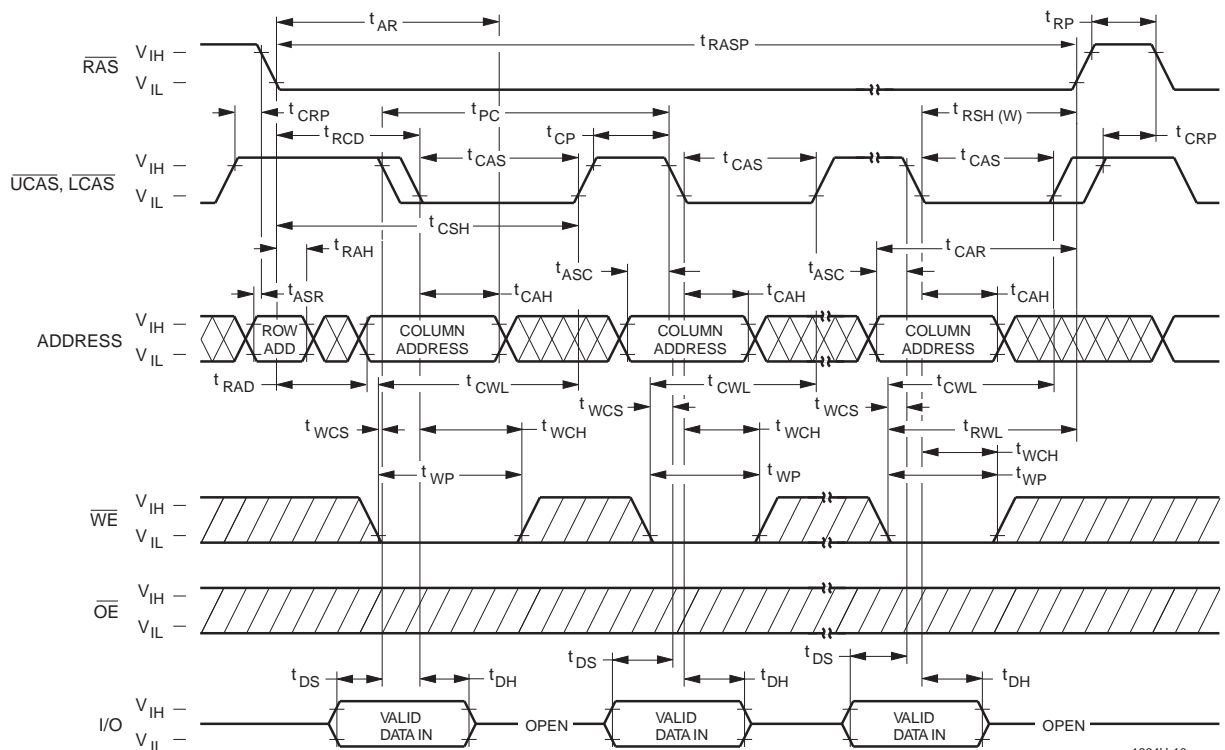 t AR
t RP
t RASP
RAS
V IH
V IL
t CRP
t PC
t RSH (W)
t RCD
t CP
t CRP
t CAS
t CAS
t CAS
UCAS, LCAS
V IH
V IL
t CSH
t RAH
t CAR
t ASC
t ASC
t ASR
t CAH
t CAH
t CAH
ADDRESS
V IH
V IL
ROW ADD
COLUMN ADDRESS
COLUMN ADDRESS
COLUMN ADDRESS
t RAD
t CWL
t CWL
t CWL
t WCS
t WCS
t WCS
t WCH
t WCH
t RWL
t WCH
t WP
t WP
t WP
WE
V IH
V IL
OE
V IH
V IL
t DS
t DS
t DS
t DH
t DH
t DH
I/O
V IH
V IL
VALID DATA IN
OPEN
VALID DATA IN
VALID DATA IN
OPEN